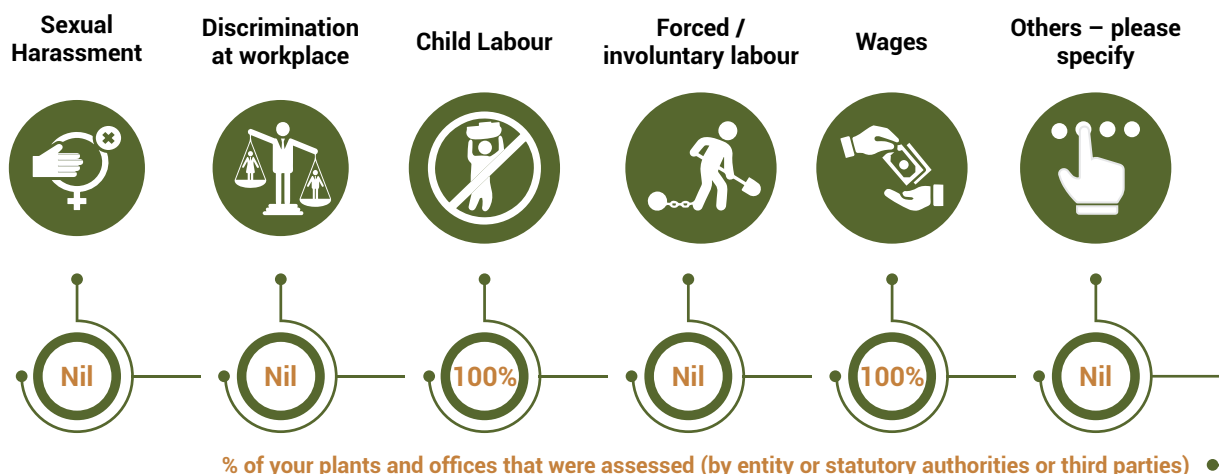 Sexual
Harassment
Discrimination
at workplace
Child Labour
Forced /
involuntary labour
Wages
Others – please
specify
Nil
Nil
100%
Nil
100%
Nil
% of your plants and offices that were assessed (by entity or statutory authorities or third parties)